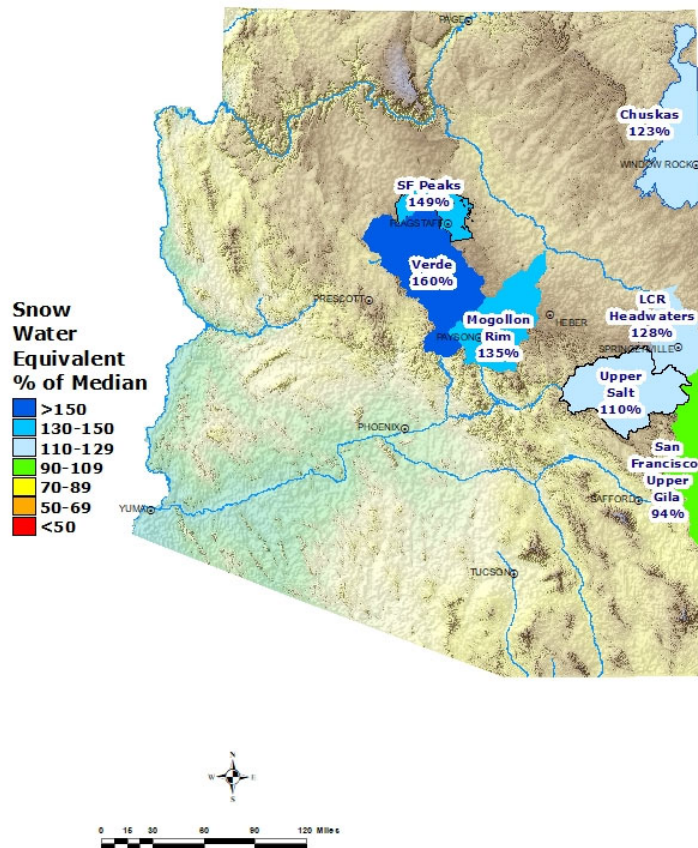 PAGE
Chuskas
123%
WINDOW ROCK
SF Peaks
149%
FLAGSTAFF
Verde
160%
PRESCOTT
LCR
Headwaters
128%
Mogollon
Rim
135%
HEBER
PAYSON
SPRINGERVILLE
Snow
Water
Equivalent
% of Median
>150
130-150
110-129
90-109
70-89
50-69
<50
Upper
Salt
110%
PHOENIX
San
Francisco
Upper
Gila
94%
SAFFORD
YUMA
TUCSON
N
W E
S
0 15 30 60 90 120 Miles